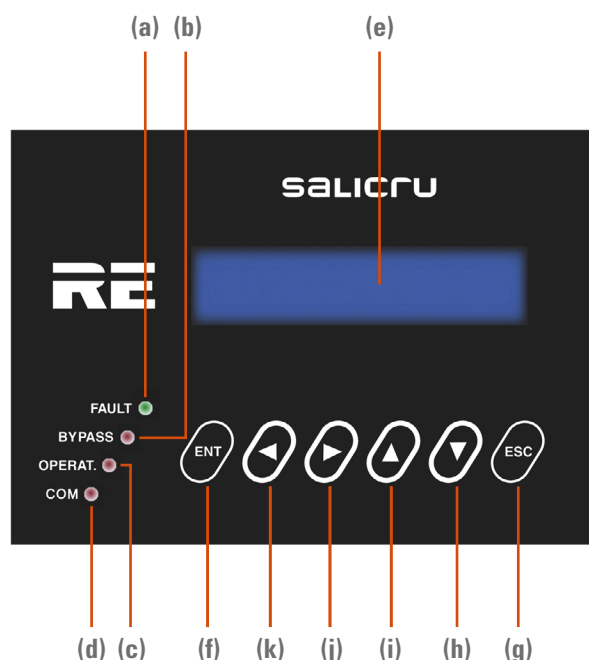 (a) (b) (e)
salicru
RE
FAULT
BYPASS
OPERAT.
COM
ENT
ESC
(d) (c) (f) (k) (j) (i) (h) (g)